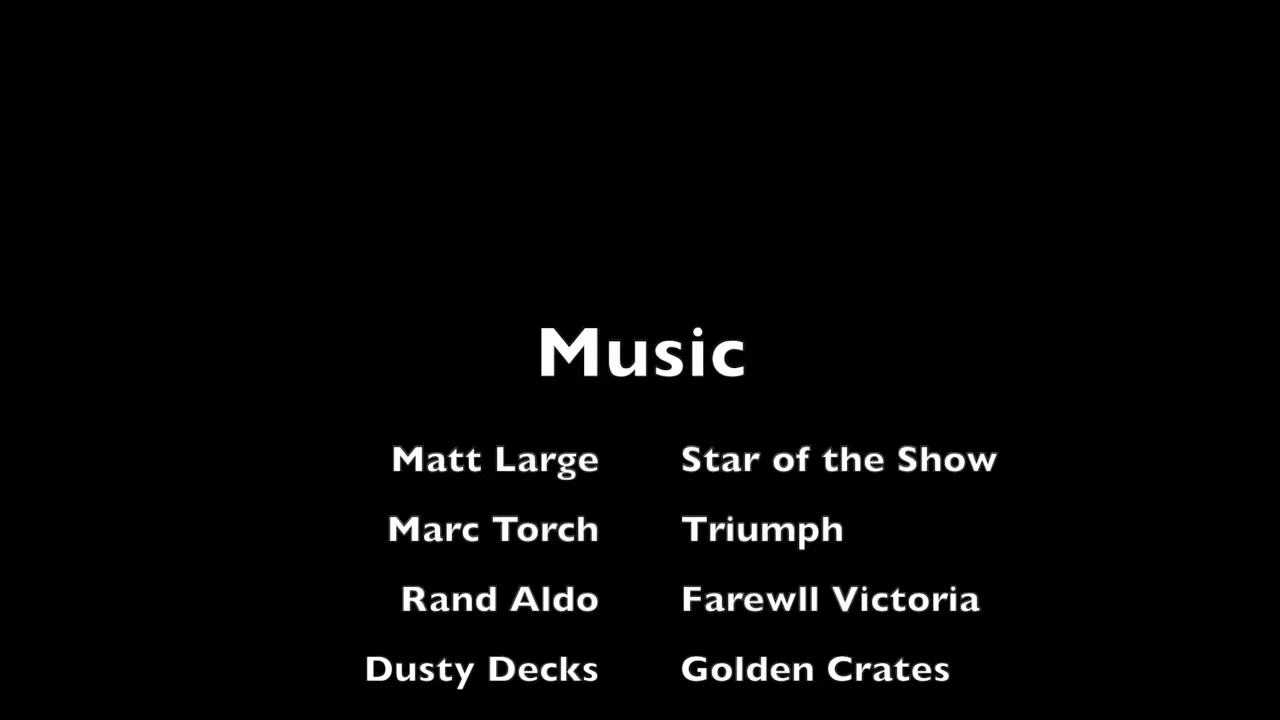 Music
Matt Large Star of the Show
Marc Torch Triumph
Rand Aldo Farewll Victoria
Dusty Decks Golden Crates